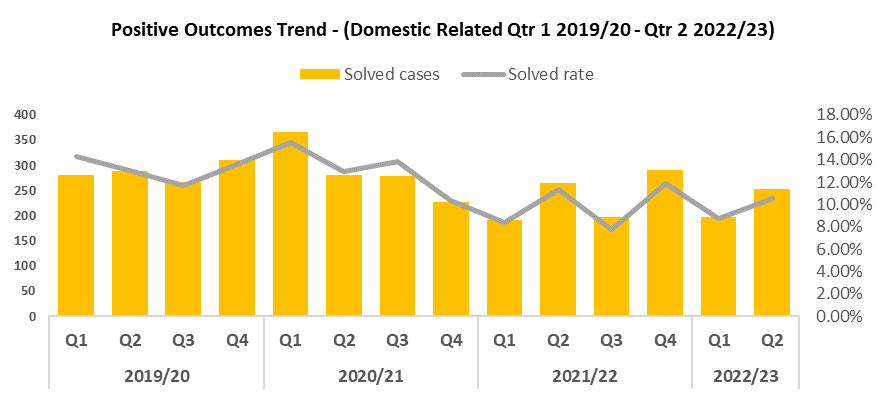 Positive Outcomes Trend - (Domestic Related Qtr 1 2019/20 - Qtr 2 2022/23)
Solved cases Solved rate
400 18.00%
350 16.00%
300 14.00%
250 12.00%
200 10.00%
150 8.00%
100 6.00%
50 4.00%
0 2.00%
0.00%
Q1 Q2 Q3 Q4 Q1 Q2 Q3 Q4 Q1 Q2 Q3 Q4 Q1 Q2
2019/20 2020/21 2021/22 2022/23